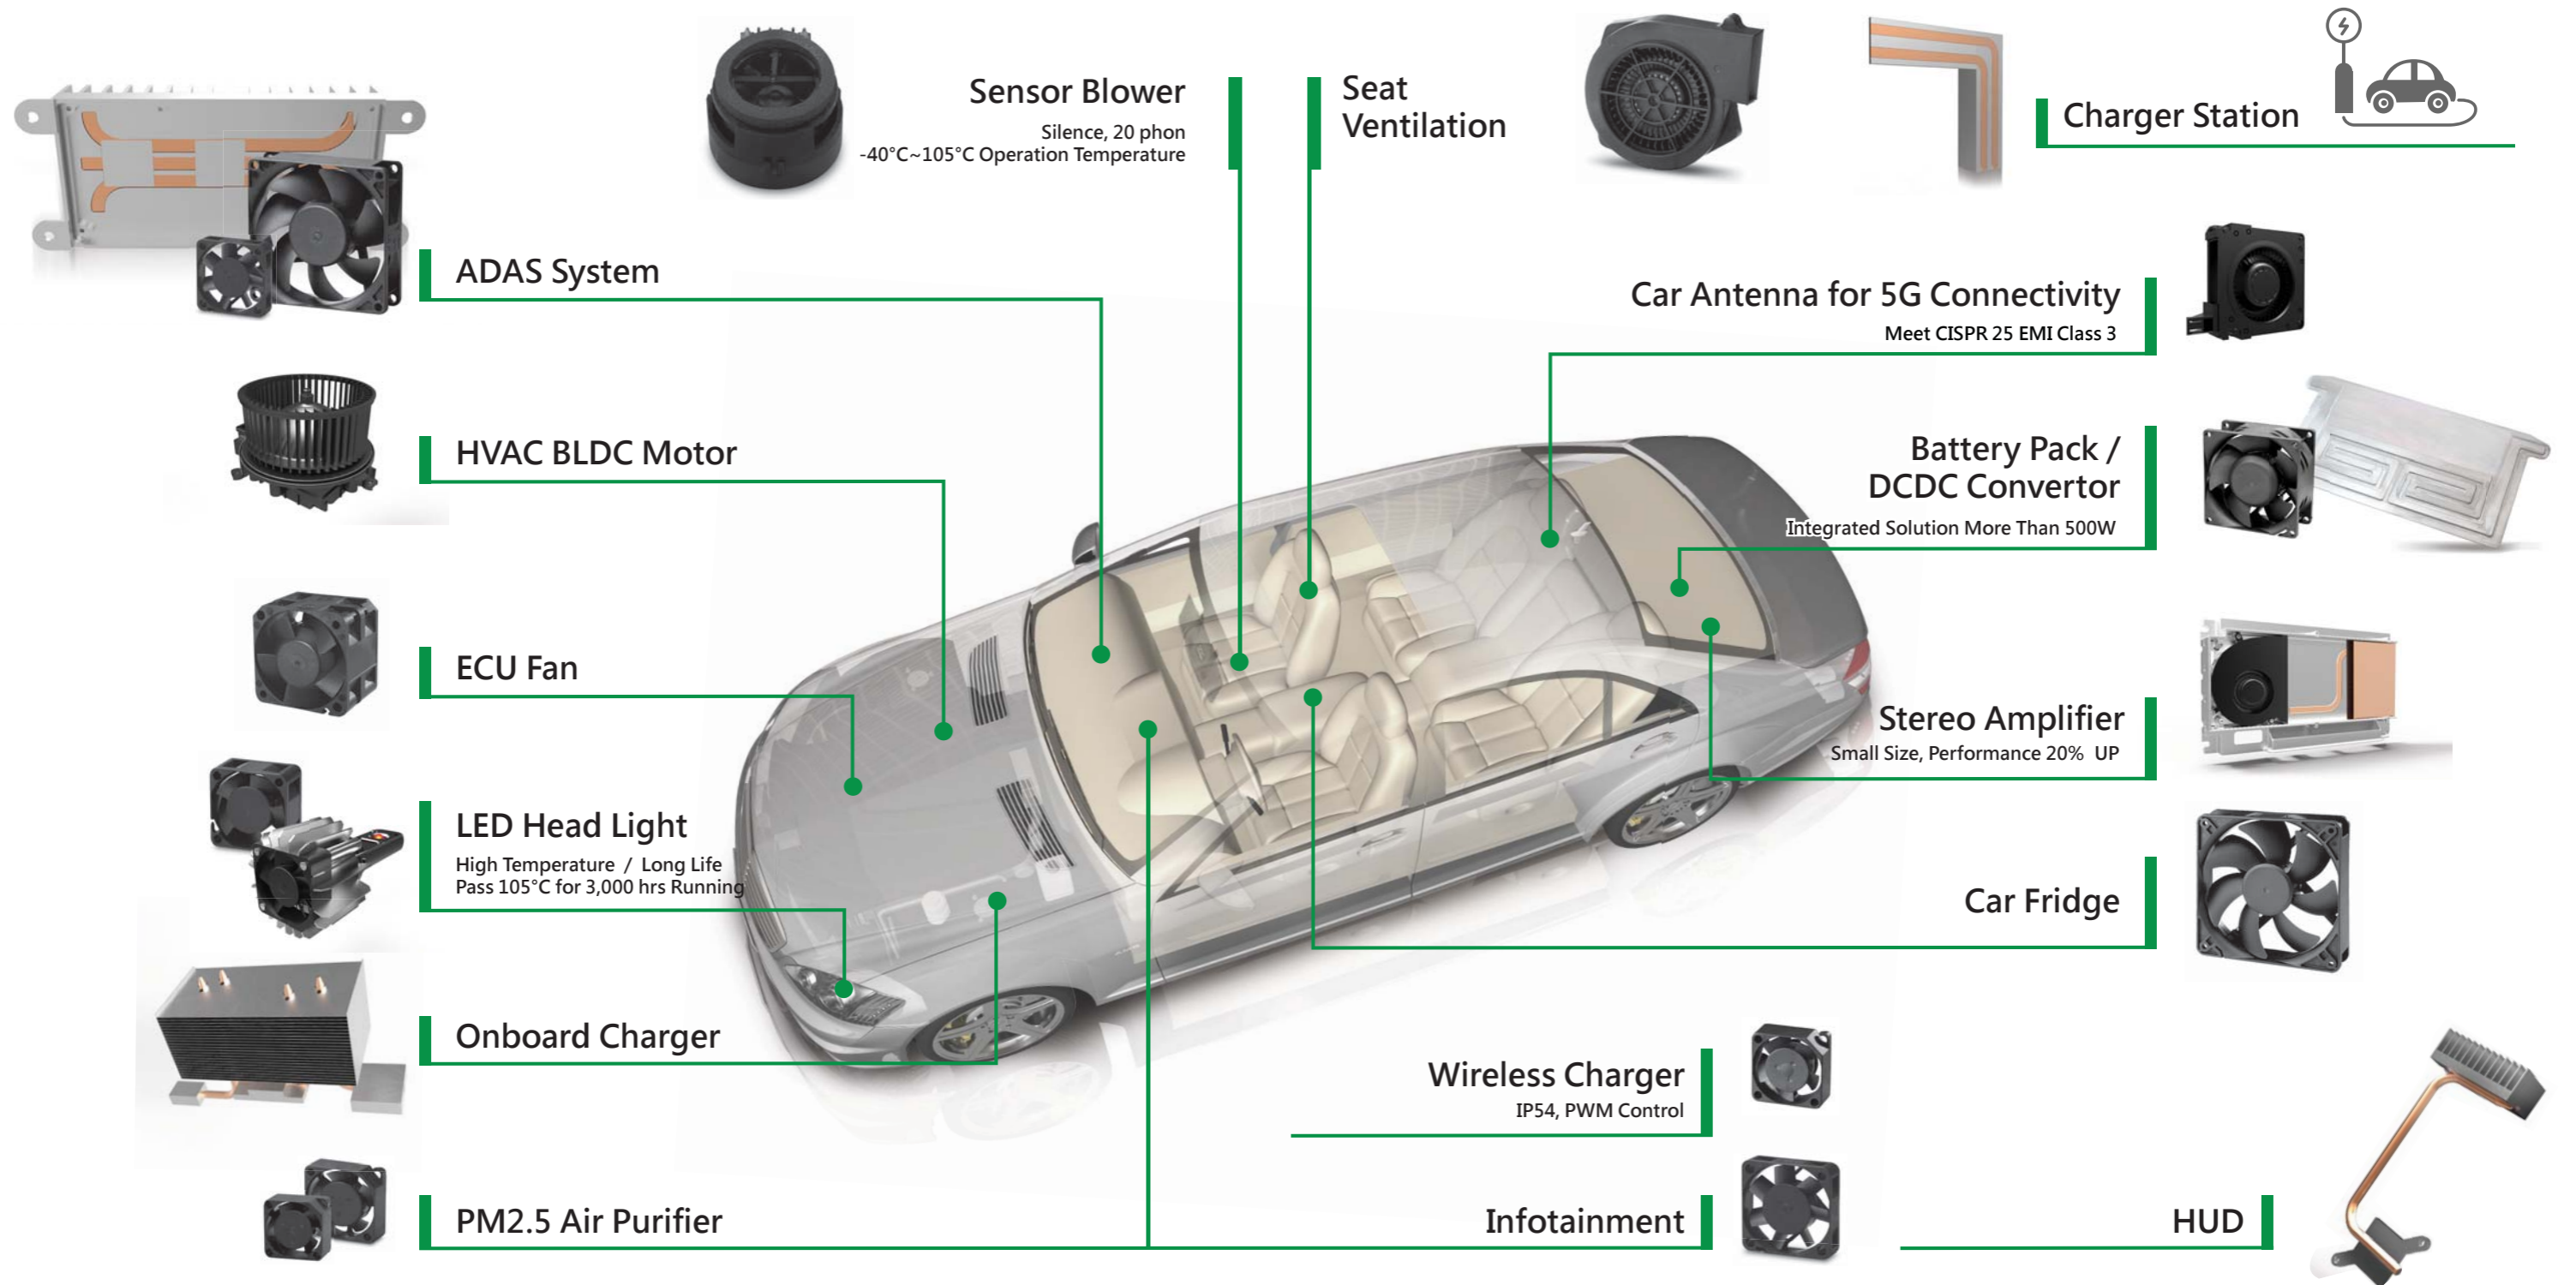 Sensor Blower
Silence, 20 phon
-40°C~105°C Operation Temperature
Seat
Ventilation
Charger Station
ADAS System
Car Antenna for 5G Connectivity
Meet CISPR 25 EMI Class 3
HVAC BLDC Motor
Battery Pack /
DCDC Convertor
Integrated Solution More Than 500W
ECU Fan
Stereo Amplifier
Small Size, Performance 20% UP
LED Head Light
High Temperature / Long Life
Pass 105°C for 3,000 hrs Running
Car Fridge
Onboard Charger
Wireless Charger
IP54, PWM Control
PM2.5 Air Purifier
Infotainment
HUD